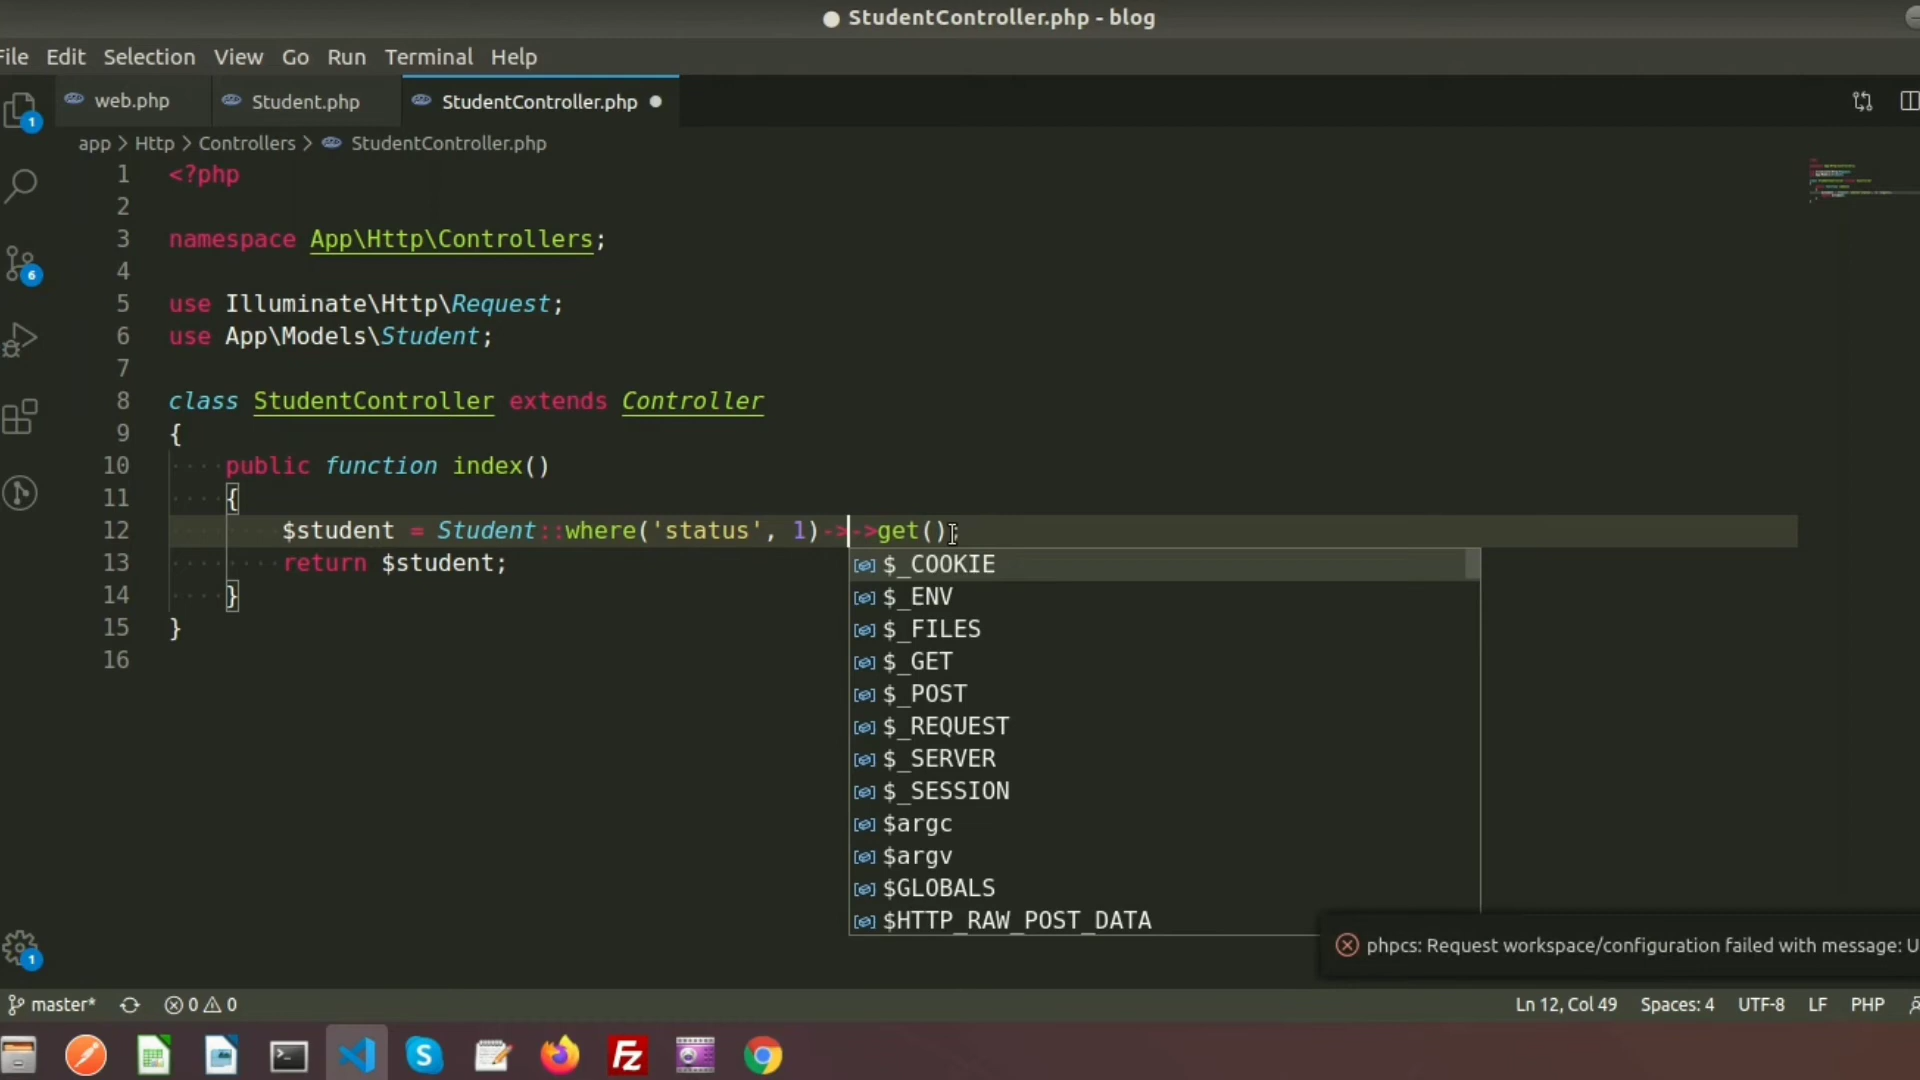 StudentController.php - blog
File Edit Selection View Go Run Terminal Help
web.php Student.php StudentController.php
app > Http > Controllers > StudentController.php
1 <?php
2
3 namespace App\Http\Controllers;
4
5 use Illuminate\Http\Request;
6 use App\Models\Student;
7
8 class StudentController extends Controller
9 {
10 public function index()
11 {
12 $student = Student::where('status', 1)->->get();
13 return $student;
14 }
15 }
16
$_COOKIE
$_ENV
$_FILES
$_GET
$_POST
$_REQUEST
$_SERVER
$_SESSION
$argc
$argv
$GLOBALS
$HTTP_RAW_POST_DATA
1
6
1
phpcs: Request workspace/configuration failed with message: U
master* 0 0 Ln 12, Col 49 Spaces: 4 UTF-8 LF PHP
S Fz